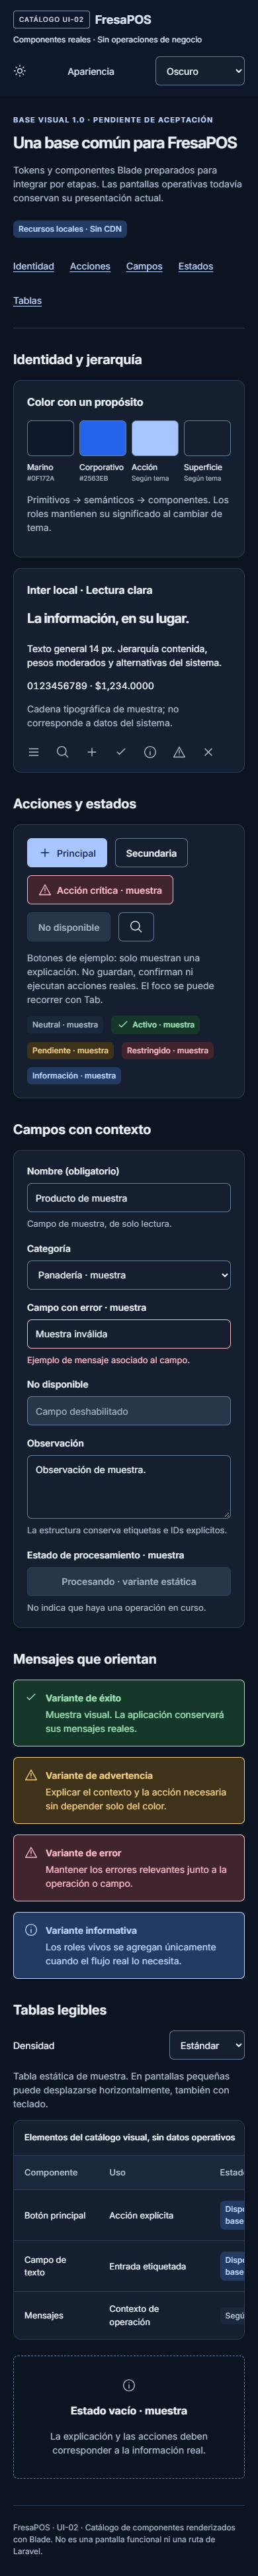 CATÁLOGO UI-02 FresaPOS
Componentes reales · Sin operaciones de negocio
Apariencia Oscuro
BASE VISUAL 1.0 · PENDIENTE DE ACEPTACIÓN
Una base común para FresaPOS
Tokens y componentes Blade preparados para
integrar por etapas. Las pantallas operativas todavía
conservan su presentación actual.
Recursos locales · Sin CDN
Identidad Acciones Campos Estados
Tablas
Identidad y jerarquía
Color con un propósito
Marino Corporativo Acción Superficie
#0F172A #2563EB Según tema Según tema
Primitivos → semánticos → componentes. Los
roles mantienen su significado al cambiar de
tema.
Inter local · Lectura clara
La información, en su lugar.
Texto general 14 px. Jerarquía contenida,
pesos moderados y alternativas del sistema.
0123456789 · $1,234.0000
Cadena tipográfica de muestra; no
corresponde a datos del sistema.
Acciones y estados
Principal Secundaria
Acción crítica · muestra
No disponible
Botones de ejemplo: solo muestran una
explicación. No guardan, confirman ni
ejecutan acciones reales. El foco se puede
recorrer con Tab.
Neutral · muestra Activo · muestra
Pendiente · muestra Restringido · muestra
Información · muestra
Campos con contexto
Nombre (obligatorio)
Producto de muestra
Campo de muestra, de solo lectura.
Categoría
Panadería · muestra
Campo con error · muestra
Muestra inválida
Ejemplo de mensaje asociado al campo.
No disponible
Campo deshabilitado
Observación
Observación de muestra.
La estructura conserva etiquetas e IDs explícitos.
Estado de procesamiento · muestra
Procesando · variante estática
No indica que haya una operación en curso.
Mensajes que orientan
Variante de éxito
Muestra visual. La aplicación conservará
sus mensajes reales.
Variante de advertencia
Explicar el contexto y la acción necesaria
sin depender solo del color.
Variante de error
Mantener los errores relevantes junto a la
operación o campo.
Variante informativa
Los roles vivos se agregan únicamente
cuando el flujo real lo necesita.
Tablas legibles
Densidad Estándar
Tabla estática de muestra. En pantallas pequeñas
puede desplazarse horizontalmente, también con
teclado.
Elementos del catálogo visual, sin datos operativos
Componente Uso Estado
Botón principal Acción explícita Dispo
base
Campo de
texto Entrada etiquetada Dispo
base
Mensajes Contexto de
operación Segú
Estado vacío · muestra
La explicación y las acciones deben
corresponder a la información real.
FresaPOS · UI-02 · Catálogo de componentes renderizados
con Blade. No es una pantalla funcional ni una ruta de
Laravel.